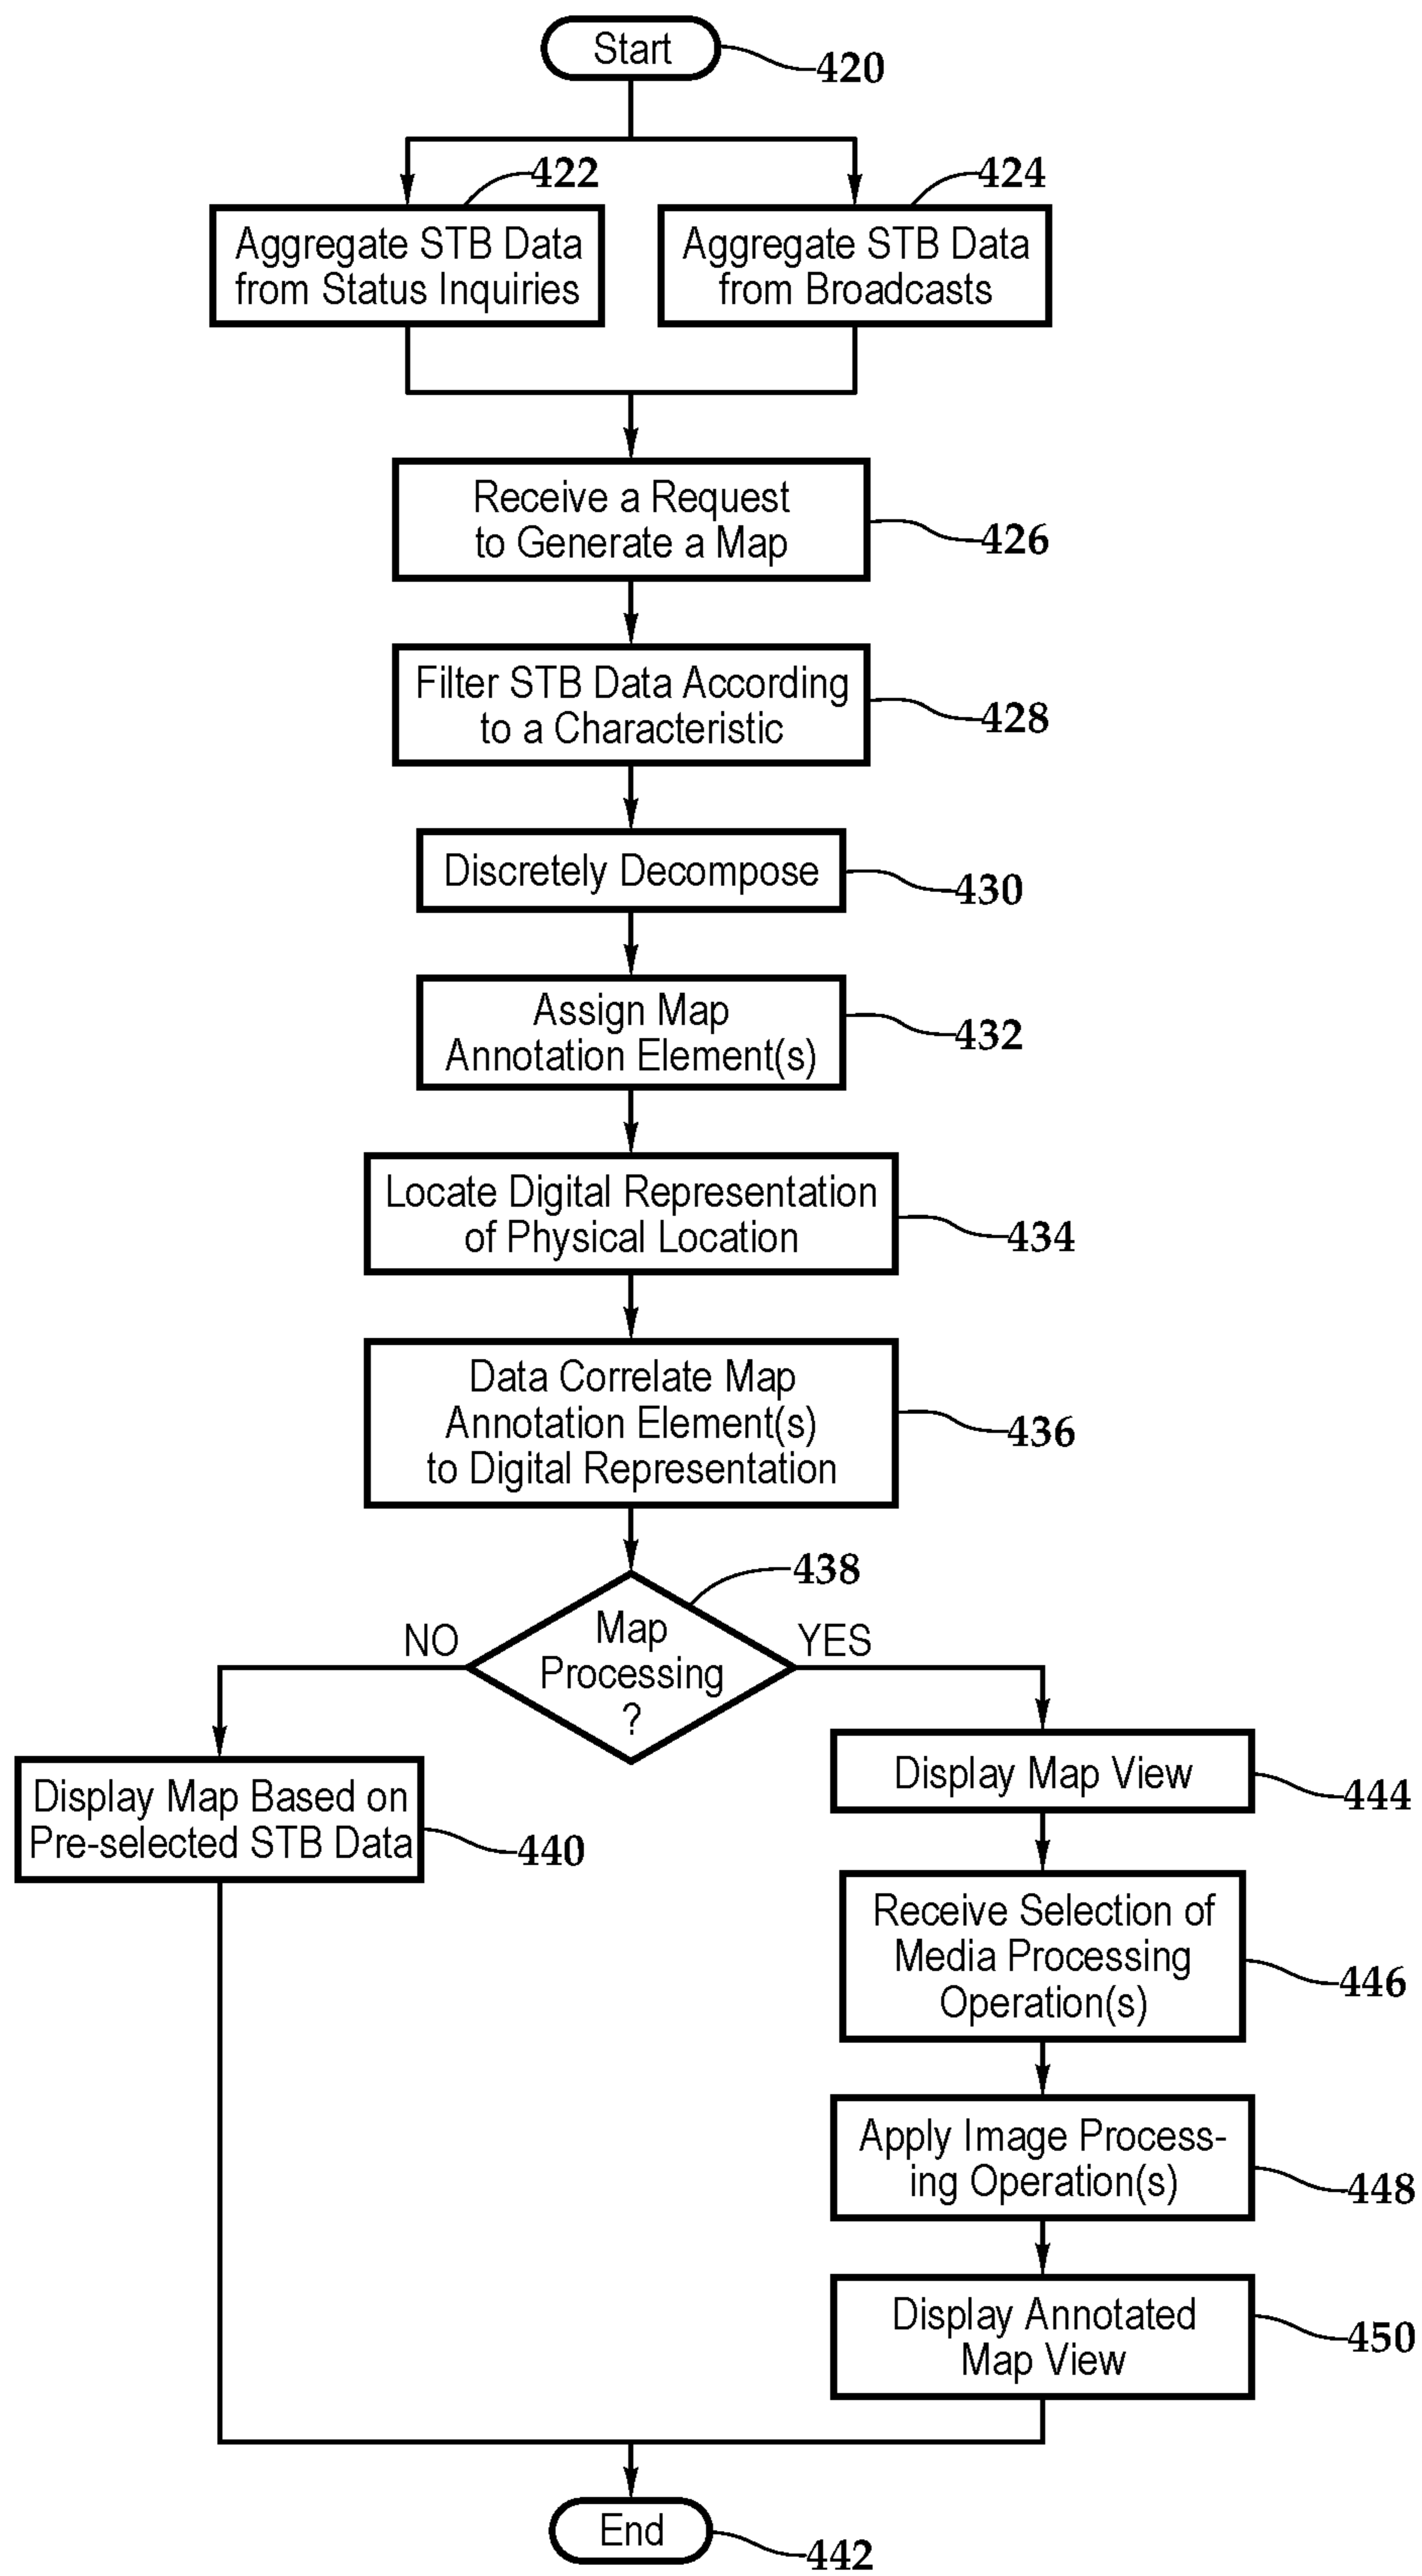 Start
420
422
424
Aggregate STB Data
from Status Inquiries
Aggregate STB Data
from Broadcasts
Receive a Request
to Generate a Map
426
Filter STB Data According
to a Characteristic
428
Discretely Decompose
430
Assign Map
Annotation Element(s)
432
Locate Digital Representation
of Physical Location
434
Data Correlate Map
Annotation Element(s)
to Digital Representation
436
438
Map
Processing
?
NO
YES
Display Map Based on
Pre-selected STB Data
440
Display Map View
444
Receive Selection of
Media Processing
Operation(s)
446
Apply Image Process-
ing Operation(s)
448
Display Annotated
Map View
450
End
442